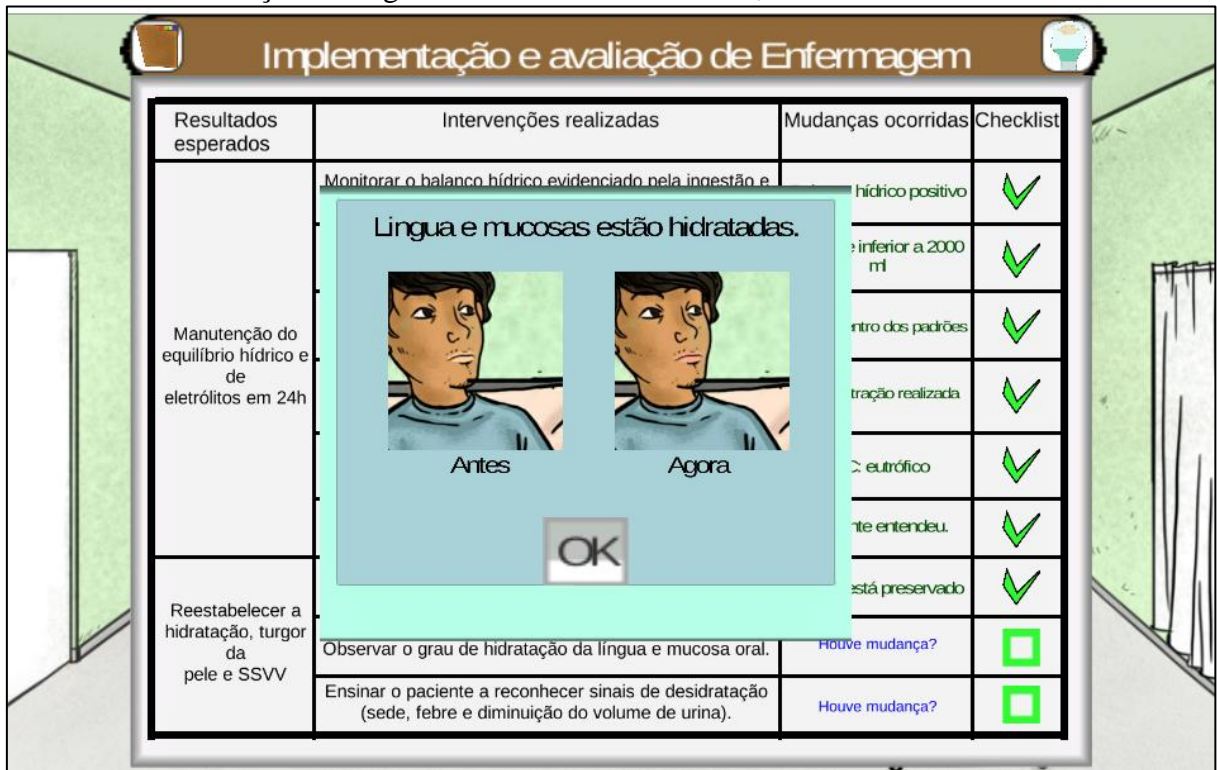 Implementação e avaliação de Enfermagem
Resultados
esperados
Intervenções realizadas
Mudanças ocorridas
Checklist
Manutenção do
equilíbrio hídrico e
de
eletrólitos em 24h
Monitorar o balanço hídrico evidenciado pela ingestão e
hídrico positivo
inferior a 2000
ml
dos padrões
realizada
eutrófico
entendeu.
está preservado
Lingua e mucosas estão hidratadas.
Antes
Agora
OK
Reestabelecer a
hidratação, turgor
da
pele e SSVV
Observar o grau de hidratação da língua e mucosa oral.
Houve mudança?
Ensinar o paciente a reconhecer sinais de desidratação
(sede, febre e diminuição do volume de urina).
Houve mudança?